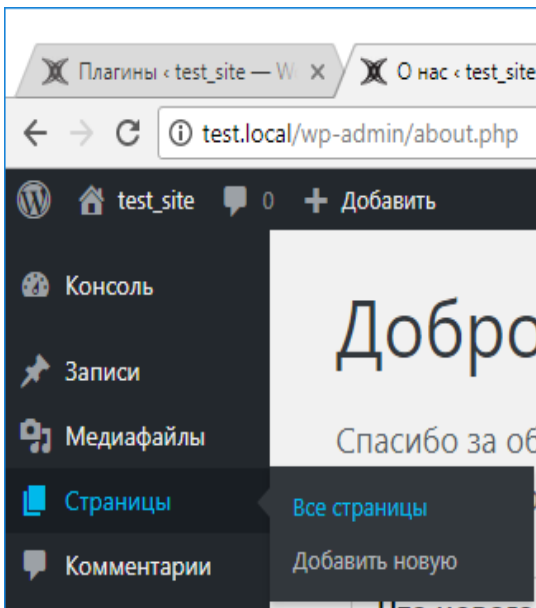 Плагины ‹ test_site —
О нас ‹ test_site
test.local/wp-admin/about.php
test_site 0 Добавить
Консоль
Добро
Записи
Медиафайлы
Спасибо за об
Страницы
Все страницы
Добавить новую
Комментарии